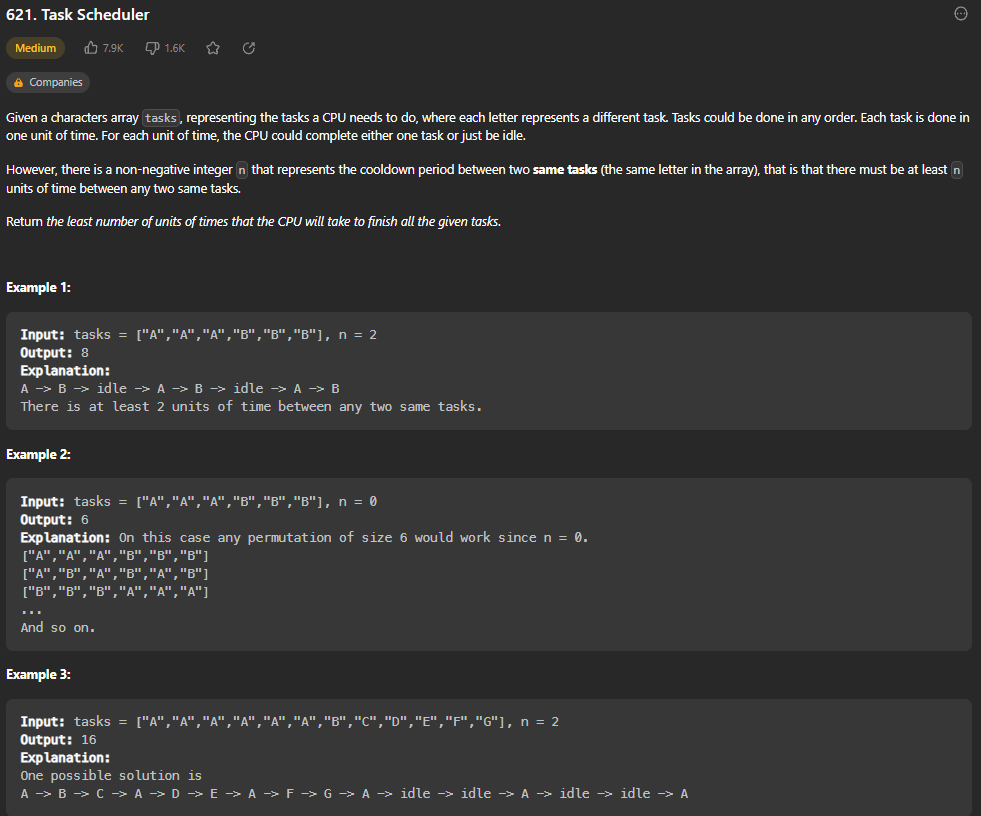 621. Task Scheduler
Medium 7.9K 1.6K
Companies
Given a characters array tasks, representing the tasks a CPU needs to do, where each letter represents a different task. Tasks could be done in any order. Each task is done in
one unit of time. For each unit of time, the CPU could complete either one task or just be idle.
However, there is a non-negative integer n that represents the cooldown period between two same tasks (the same letter in the array), that is that there must be at least n
units of time between any two same tasks.
Return the least number of units of times that the CPU will take to finish all the given tasks.
Example 1:
Input: tasks = ["A","A","A","B","B","B"], n = 2
Output: 8
Explanation:
A -> B -> idle -> A -> B -> idle -> A -> B
There is at least 2 units of time between any two same tasks.
Example 2:
Input: tasks = ["A","A","A","B","B","B"], n = 0
Output: 6
Explanation: On this case any permutation of size 6 would work since n = 0.
["A","A","A","B","B","B"]
["A","B","A","B","A","B"]
["B","B","B","A","A","A"]
...
And so on.
Example 3:
Input: tasks = ["A","A","A","A","A","A","B","C","D","E","F","G"], n = 2
Output: 16
Explanation:
One possible solution is
A -> B -> C -> A -> D -> E -> A -> F -> G -> A -> idle -> idle -> A -> idle -> idle -> A